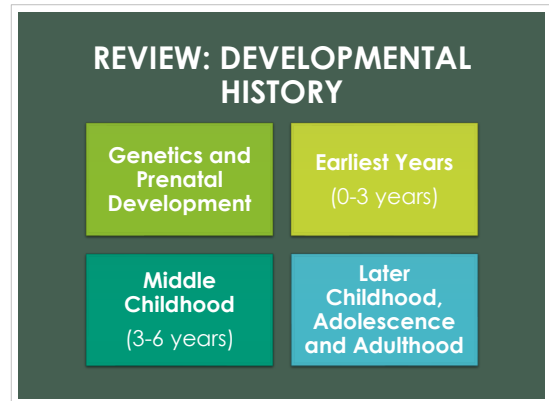 REVIEW: DEVELOPMENTAL
HISTORY
Genetics and
Prenatal
Development
Earliest Years
(0-3 years)
Middle
Childhood
(3-6 years)
Later
Childhood,
Adolescence
and Adulthood